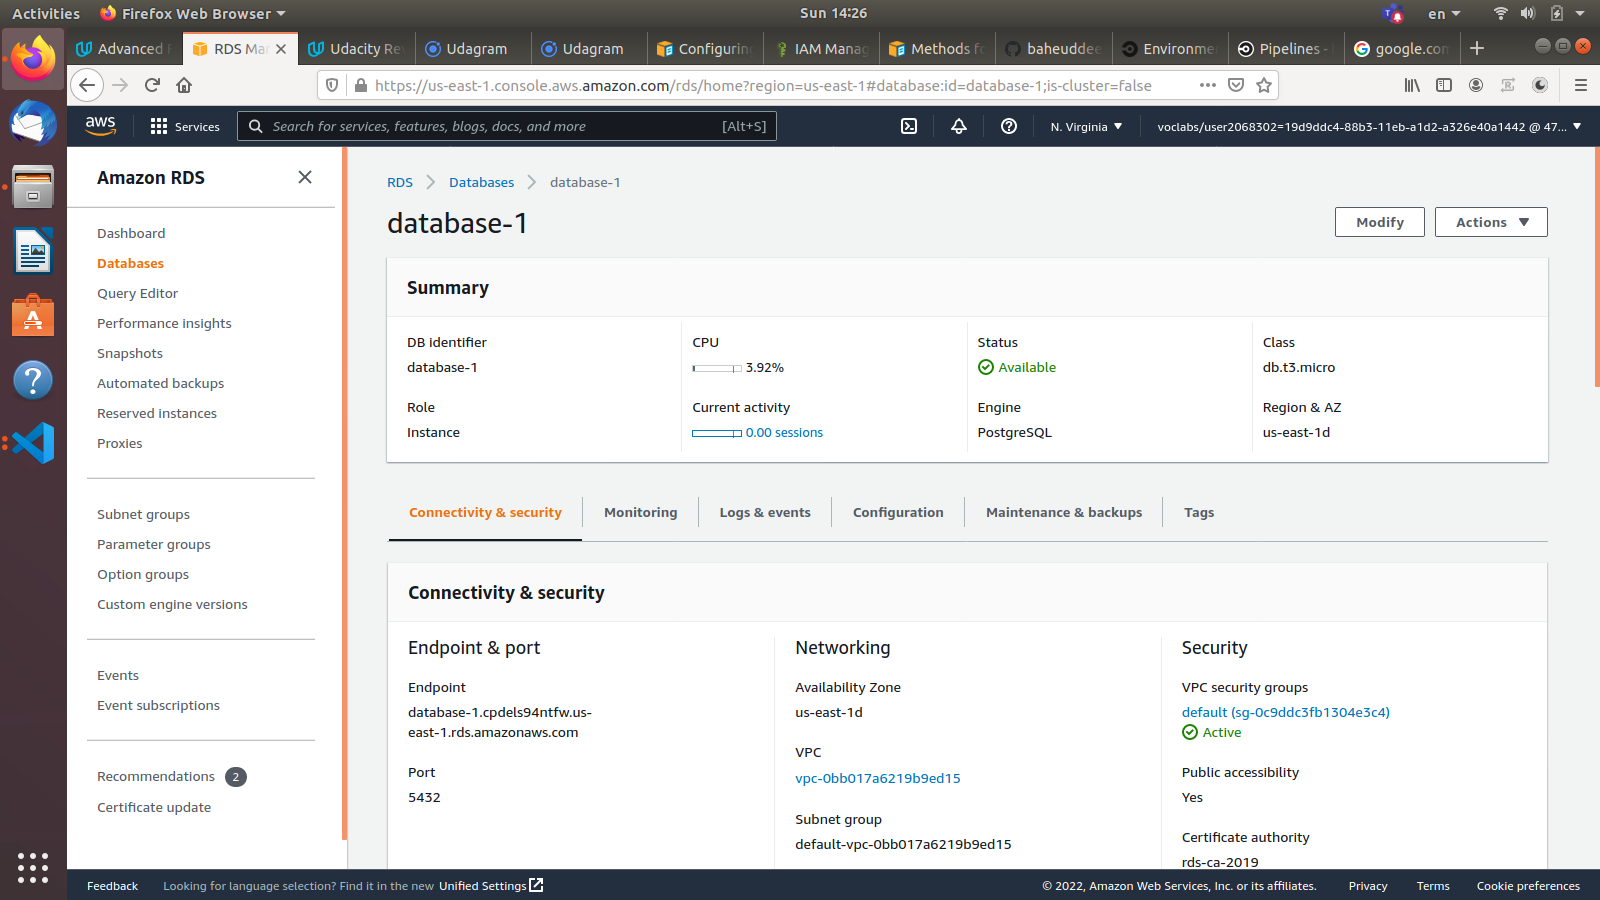 Activities
Firefox Web Browser
Sun 14:26
en
Advanced
RDS Ma
Udacity Re
Udagram
Udagram
Configurin
IAM Manag
Methods fo
baheuddee
Environme
Pipelines -
google.com
https://us-east-1.console.aws.amazon.com/rds/home?region=us-east-1#database:id=database-1;is-cluster=false
aws
Services
Search for services, features, blogs, docs, and more
[Alt+S]
N. Virginia
voclabs/user2068302=19d9ddc4-88b3-11eb-a1d2-a326e40a1442 @ 47...
Amazon RDS
Dashboard
Databases
Query Editor
Performance insights
Snapshots
Automated backups
Reserved instances
Proxies
Subnet groups
Parameter groups
Option groups
Custom engine versions
Events
Event subscriptions
Recommendations 2
Certificate update
RDS
Databases
database-1
database-1
Modify
Actions
Summary
DB identifier
database-1
CPU
3.92%
Status
Available
Class
db.t3.micro
Role
Instance
Current activity
0.00 sessions
Engine
PostgreSQL
Region & AZ
us-east-1d
Connectivity & security
Monitoring
Logs & events
Configuration
Maintenance & backups
Tags
Connectivity & security
Endpoint & port
Endpoint
database-1.cpdels94ntfw.us-
east-1.rds.amazonaws.com
Port
5432
Networking
Availability Zone
us-east-1d
VPC
vpc-0bb017a6219b9ed15
Subnet group
default-vpc-0bb017a6219b9ed15
Security
VPC security groups
default (sg-0c9ddc3fb1304e3c4)
Active
Public accessibility
Yes
Certificate authority
rds-ca-2019
Feedback
Looking for language selection? Find it in the new Unified Settings
© 2022, Amazon Web Services, Inc. or its affiliates.
Privacy
Terms
Cookie preferences